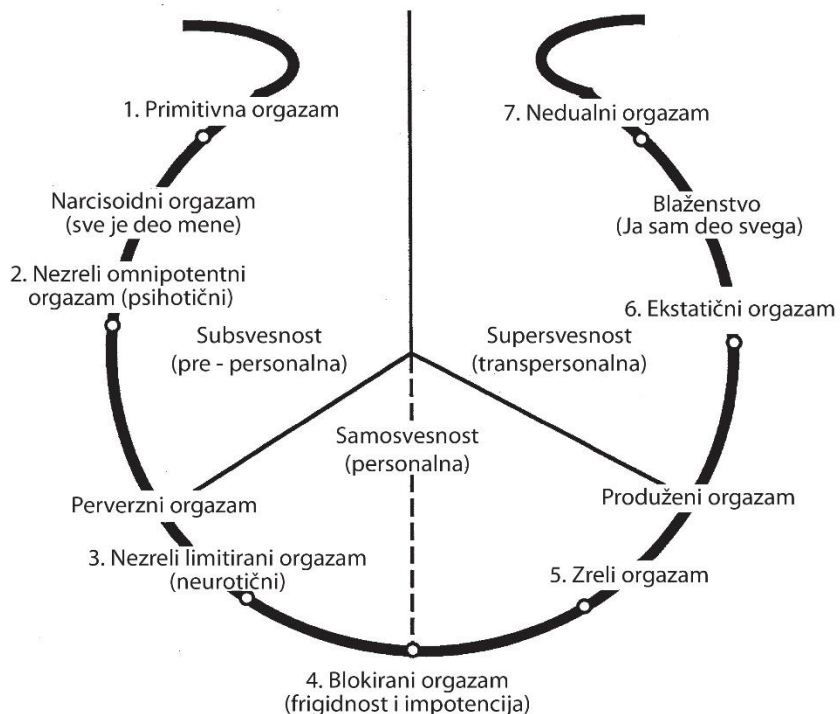 1. Primitivna orgazam
7. Nedualni orgazam
Narcisoidni orgazam
(sve je deo mene)
Blaženstvo
(Ja sam deo svega)
2. Nezreli omnipotentni
orgazam (psihotični)
6. Ekstatični orgazam
Subsvesnost
(pre - personalna)
Supersvesnost
(transpersonalna)
Samosvesnost
(personalna)
Perverzni orgazam
Produženi orgazam
3. Nezreli limitirani orgazam
(neurotični)
5. Zreli orgazam
4. Blokirani orgazam
(frigidnost i impotencija)